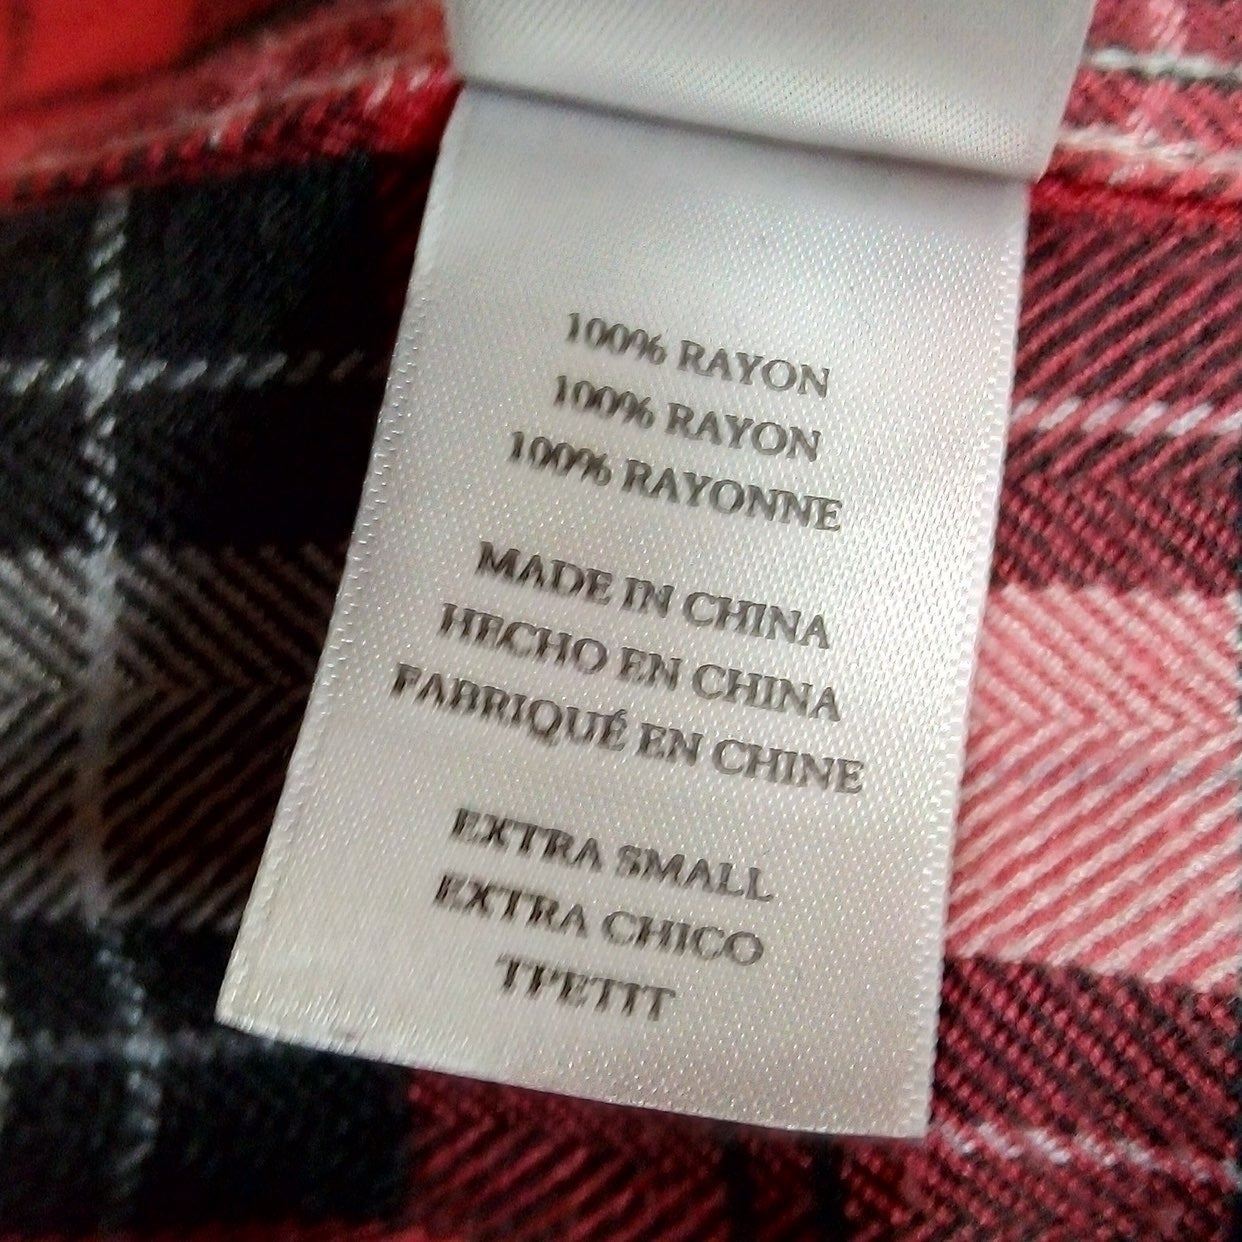 100% RAYON
100% RAYON
100% RAYONNE
MADE IN CHINA
HECHO EN CHINA
FABRIQUÉ EN CHINE
EXTRA SMALL
EXTRA CHICO
TPETIT